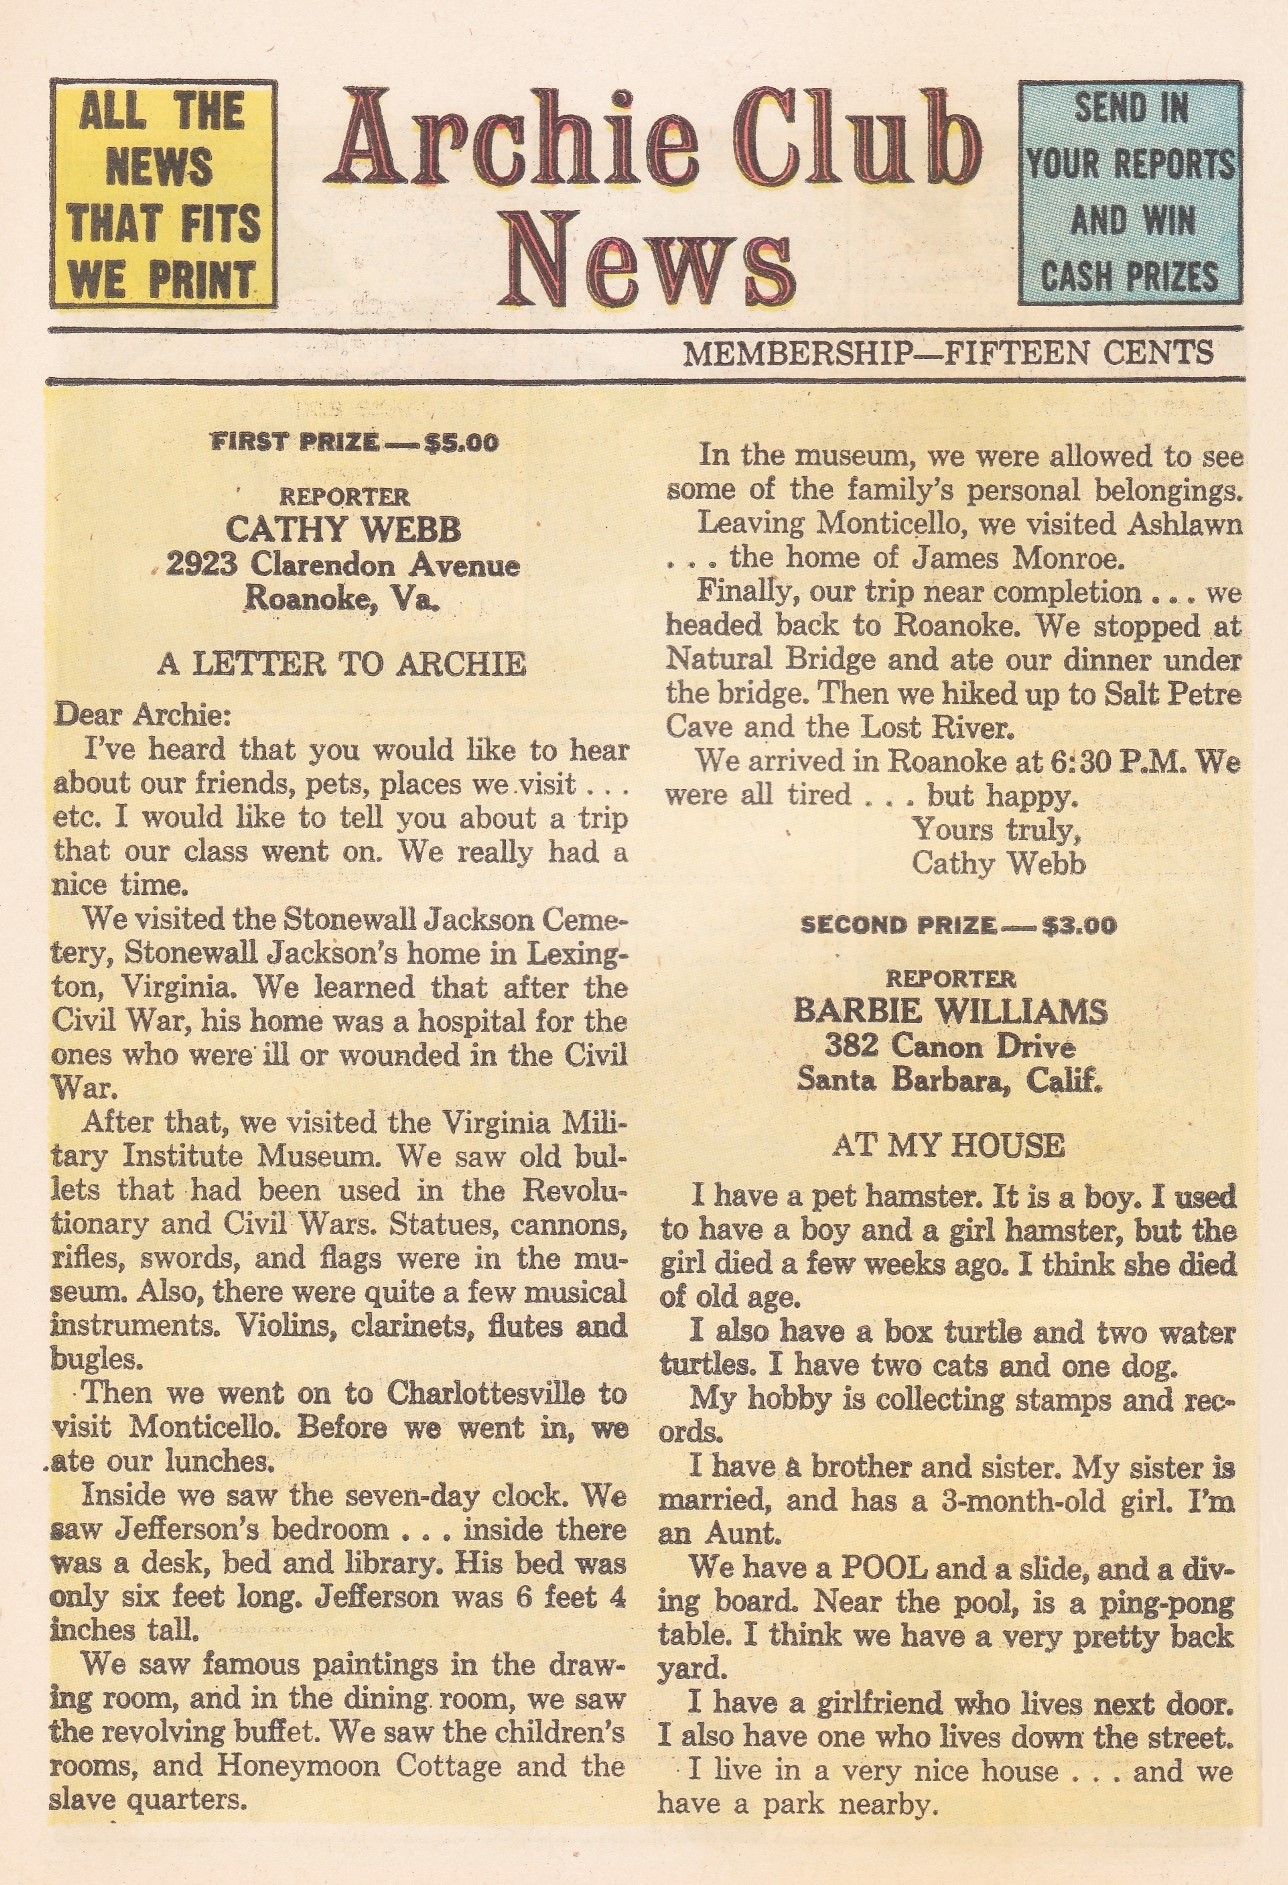 ALL THE
NEWS
THAT FITS
WE PRINT
Archie Club
News
SEND IN
YOUR REPORTS
AND WIN
CASH PRIZES
MEMBERSHIP—FIFTEEN CENTS
FIRST PRIZE—$5.00
REPORTER
CATHY WEBB
2923 Clarendon Avenue
Roanoke, Va.
A LETTER TO ARCHIE
Dear Archie:
I've heard that you would like to hear
about our friends, pets, places we visit . . .
etc. I would like to tell you about a trip
that our class went on. We really had a
nice time.
We visited the Stonewall Jackson Ceme-
tery, Stonewall Jackson's home in Lexing-
ton, Virginia. We learned that after the
Civil War, his home was a hospital for the
ones who were ill or wounded in the Civil
War.
After that, we visited the Virginia Mili-
tary Institute Museum. We saw old bul-
lets that had been used in the Revolu-
tionary and Civil Wars. Statues, cannons,
rifles, swords, and flags were in the mu-
seum. Also, there were quite a few musical
instruments. Violins, clarinets, flutes and
bugles.
Then we went on to Charlottesville to
visit Monticello. Before we went in, we
ate our lunches.
Inside we saw the seven-day clock. We
saw Jefferson's bedroom . . . inside there
was a desk, bed and library. His bed was
only six feet long. Jefferson was 6 feet 4
inches tall.
We saw famous paintings in the draw-
ing room, and in the dining room, we saw
the revolving buffet. We saw the children's
rooms, and Honeymoon Cottage and the
slave quarters.
In the museum, we were allowed to see
some of the family's personal belongings.
Leaving Monticello, we visited Ashlawn
. . . the home of James Monroe.
Finally, our trip near completion . . . we
headed back to Roanoke. We stopped at
Natural Bridge and ate our dinner under
the bridge. Then we hiked up to Salt Petre
Cave and the Lost River.
We arrived in Roanoke at 6:30 P.M. We
were all tired . . . but happy.
Yours truly,
Cathy Webb
SECOND PRIZE—$3.00
REPORTER
BARBIE WILLIAMS
382 Canon Drive
Santa Barbara, Calif.
AT MY HOUSE
I have a pet hamster. It is a boy. I used
to have a boy and a girl hamster, but the
girl died a few weeks ago. I think she died
of old age.
I also have a box turtle and two water
turtles. I have two cats and one dog.
My hobby is collecting stamps and rec-
ords.
I have a brother and sister. My sister is
married, and has a 3-month-old girl. I'm
an Aunt.
We have a POOL and a slide, and a div-
ing board. Near the pool, is a ping-pong
table. I think we have a very pretty back
yard.
I have a girlfriend who lives next door.
I also have one who lives down the street.
I live in a very nice house . . . and we
have a park nearby.